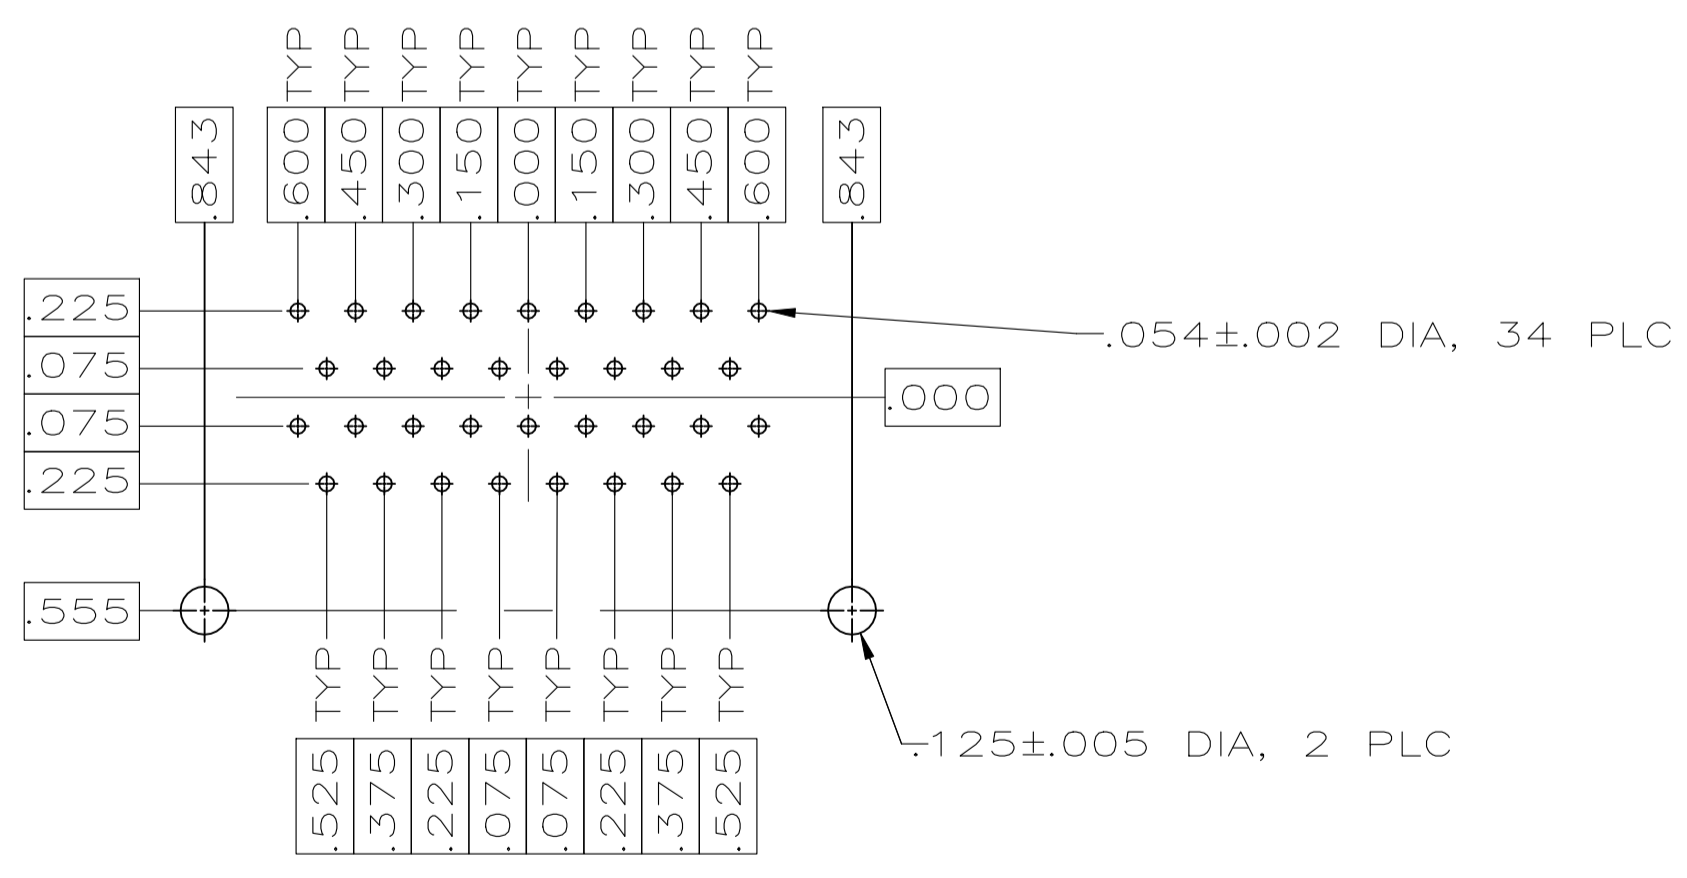 TYP TYP TYP TYP TYP TYP TYP TYP TYP
.843 .600 .450 .300 .150 .000 .150 .300 .450 .600 .843
.225
.054±.002 DIA, 34 PLC
.075
.000
.075
.225
.555
TYP TYP TYP TYP TYP TYP TYP TYP
.125±.005 DIA, 2 PLC
.525 .375 .225 .075 .075 .225 .375 .525